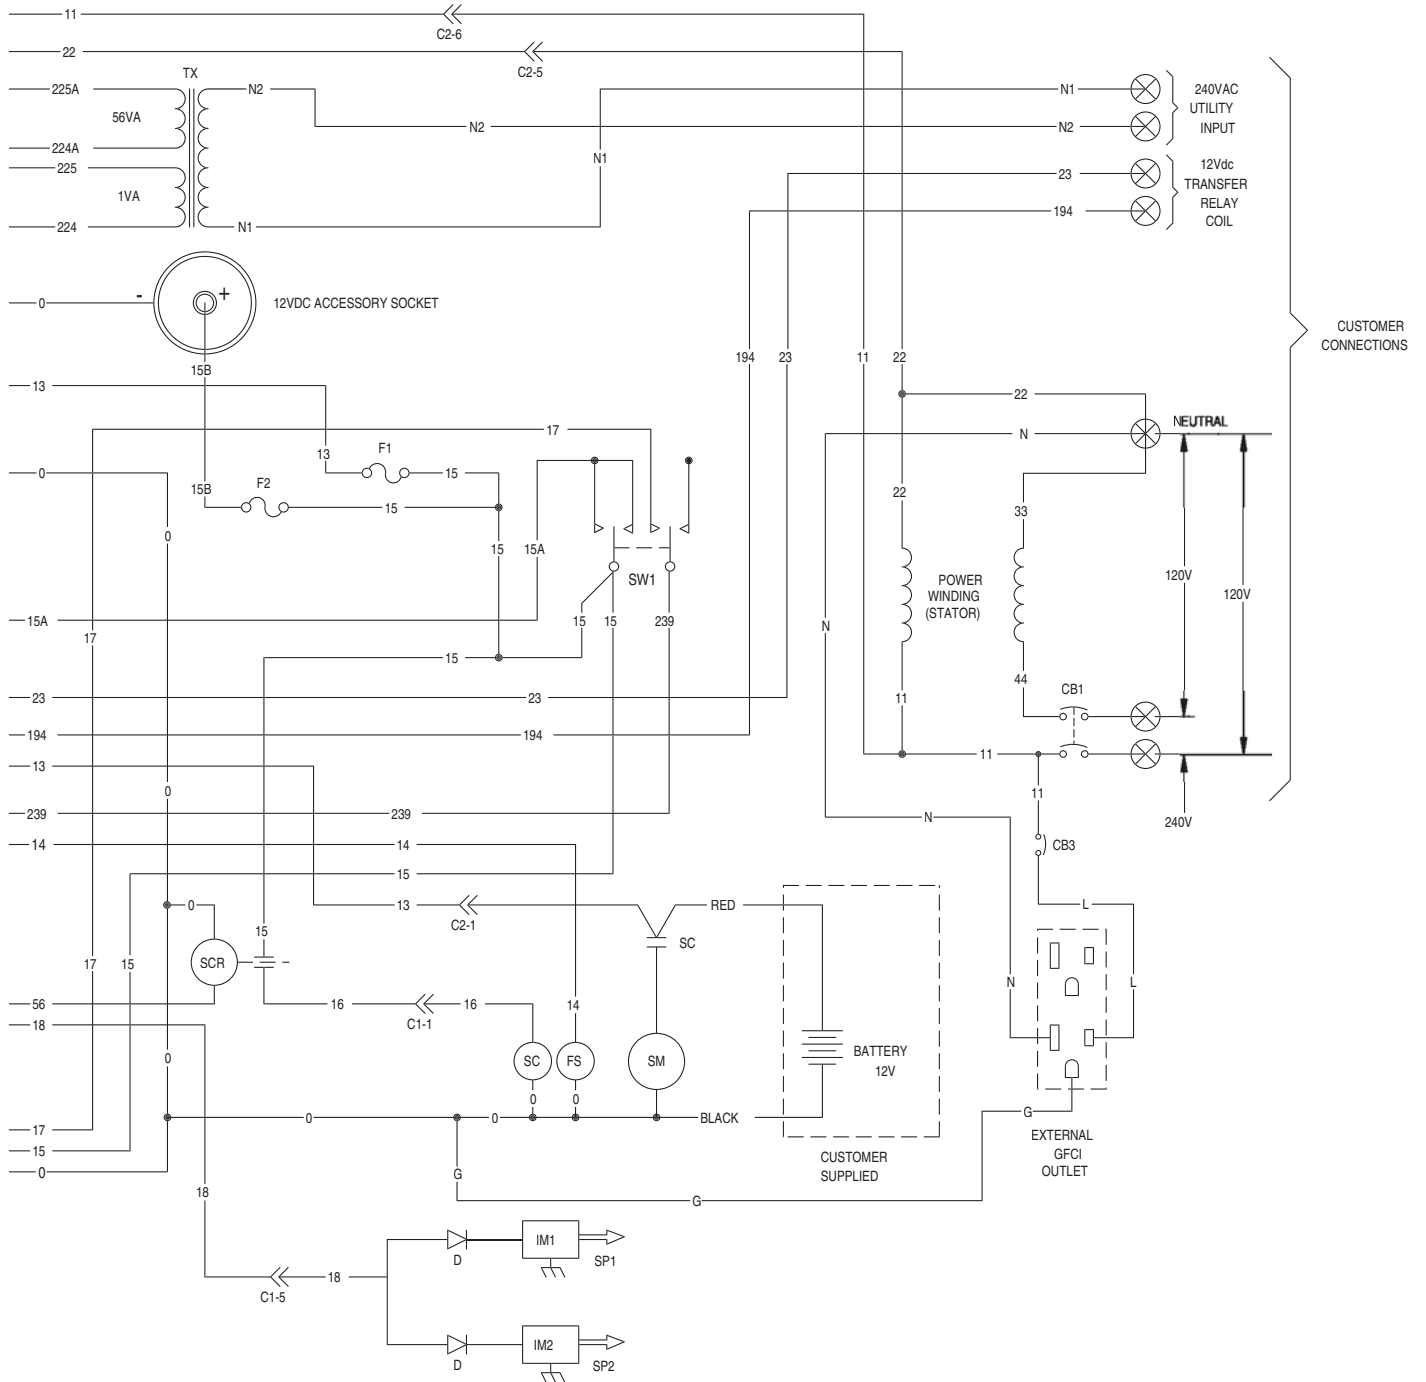 11
C2-6
22
C2-5
TX
225A
N2
N1
240VAC
UTILITY
INPUT
56VA
N2
N2
224A
N1
225
12Vdc
23
TRANSFER
1VA
RELAY
194
COIL
224
N1
-
+
0
12VDC ACCESSORY SOCKET
CUSTOMER
CONNECTIONS
194
23
11
22
15B
13
22
NEUTRAL
17
N
F1
13
0
15
F2
15B
22
15
33
0
15
15A
120V
SW1
POWER
WINDING
(STATOR)
120V
15A
15
15
239
N
17
15
44
CB1
23
23
11
194
194
11
13
0
11
239
239
N
240V
14
14
CB3
15
0
13
RED
L
C2-1
15
SC
17
15
SCR
-
N
L
56
16
16
14
18
C1-1
SC
FS
SM
BATTERY
12V
0
0
0
0
0
BLACK
G
17
EXTERNAL
GFCI
OUTLET
15
CUSTOMER
SUPPLIED
0
G
18
G
IM1
D
SP1
18
C1-5
IM2
D
SP2